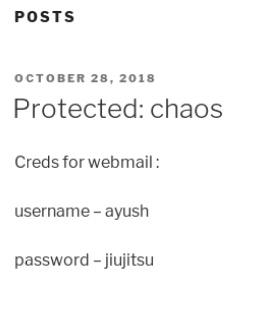 POSTS
OCTOBER 28, 2018
Protected: chaos
Creds for webmail :
username – ayush
password – jiujitsu